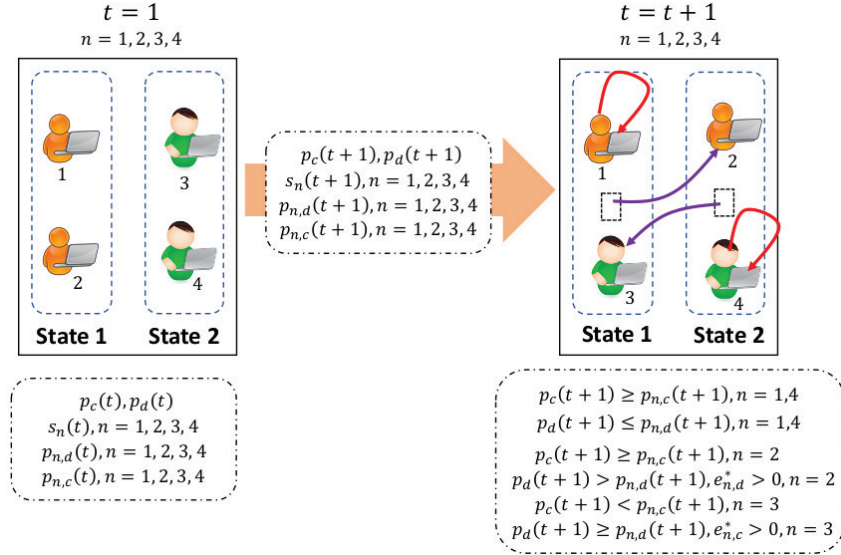 t = 1
n = 1, 2, 3, 4
1
3
2
4
State 1 State 2
p_c(t), p_d(t)
s_n(t), n = 1, 2, 3, 4
p_{n,d}(t), n = 1, 2, 3, 4
p_{n,c}(t), n = 1, 2, 3, 4
p_c(t + 1), p_d(t + 1)
s_n(t + 1), n = 1, 2, 3, 4
p_{n,d}(t + 1), n = 1, 2, 3, 4
p_{n,c}(t + 1), n = 1, 2, 3, 4
t = t + 1
n = 1, 2, 3, 4
1
2
3
4
State 1 State 2
p_c(t + 1) ≥ p_{n,c}(t + 1), n = 1,4
p_d(t + 1) ≤ p_{n,d}(t + 1), n = 1,4
p_c(t + 1) ≥ p_{n,c}(t + 1), n = 2
p_d(t + 1) > p_{n,d}(t + 1), e^*_{n,d} > 0, n = 2
p_c(t + 1) < p_{n,c}(t + 1), n = 3
p_d(t + 1) ≥ p_{n,d}(t + 1), e^*_{n,c} > 0, n = 3